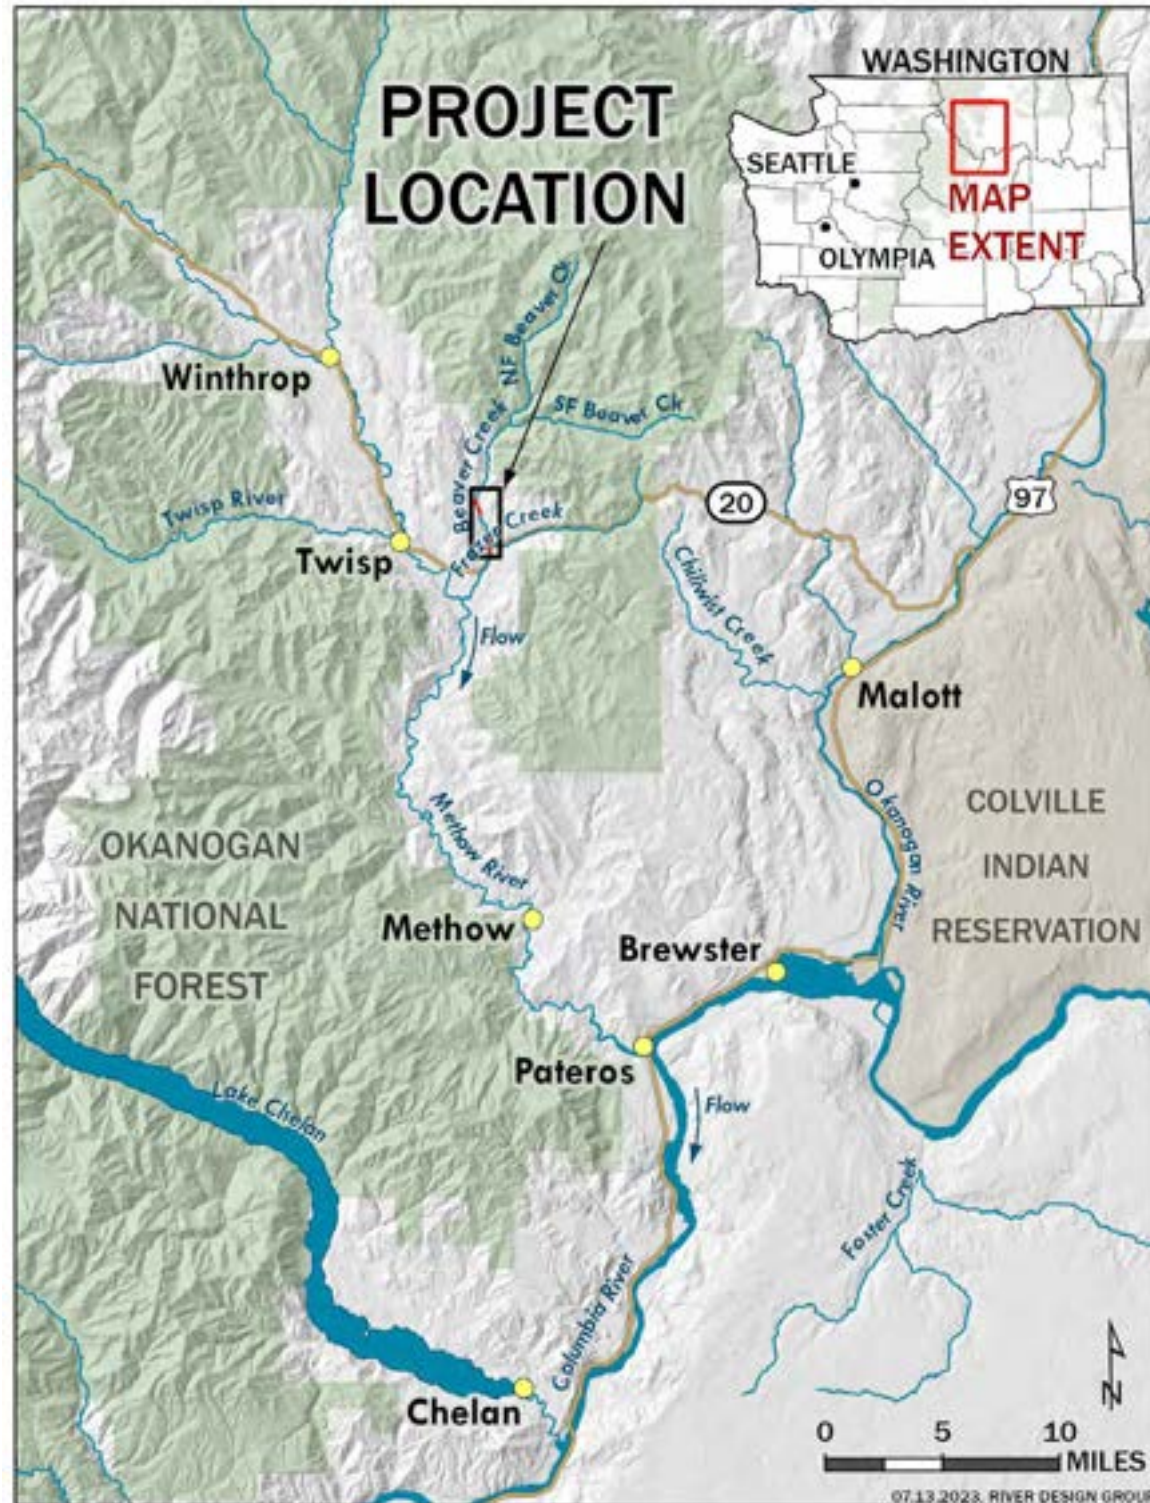 PROJECT
LOCATION
WASHINGTON
SEATTLE
OLYMPIA
MAP
EXTENT
NF Beaver Ck
SF Beaver Ck
Beaver Creek
Winthrop
Twisp River
Twisp
Frazer Creek
20
97
Flow
Chiliwist Creek
Malott
Okanogan River
COLVILLE
INDIAN
RESERVATION
OKANOGAN
NATIONAL
FOREST
Methow River
Methow
Brewster
Pateros
Flow
Lake Chelan
Foster Creek
Columbia River
Chelan
N
0 5 10
MILES
07.13.2023. RIVER DESIGN GROUP